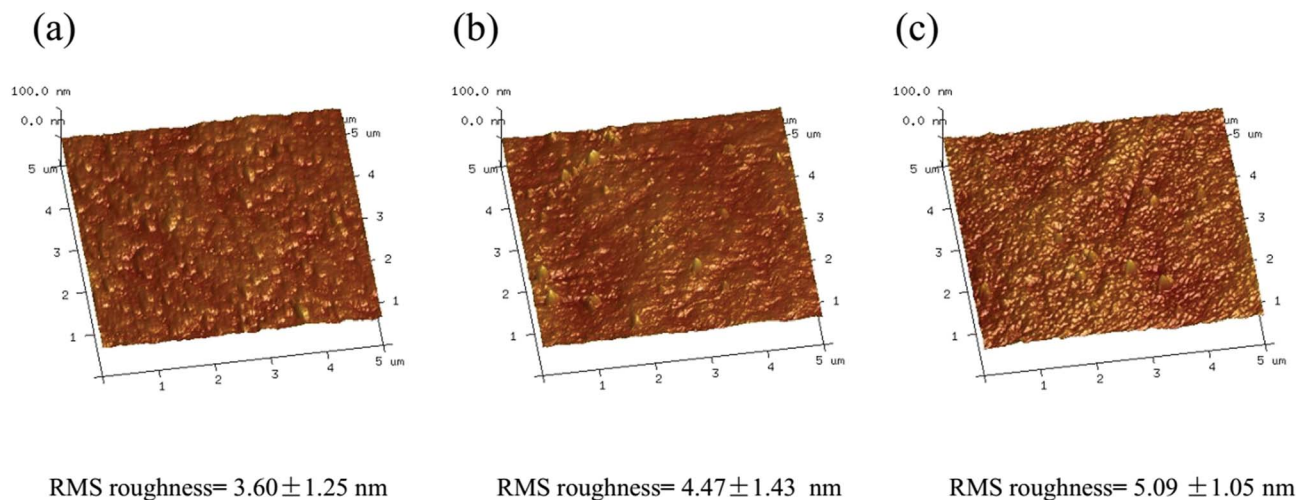 (a)
(b)
(c)
100.0 nm
0.0 nm
5 um
4
3
2
1
1
2
3
4
5
um
um
5 um
4
3
2
1
100.0 nm
0.0 nm
5 um
4
3
2
1
1
2
3
4
5
um
um
5 um
4
3
2
1
100.0 nm
0.0 nm
5 um
4
3
2
1
1
2
3
4
5
um
um
5 um
4
3
2
1
RMS roughness= 3.60±1.25 nm
RMS roughness= 4.47±1.43 nm
RMS roughness= 5.09 ±1.05 nm